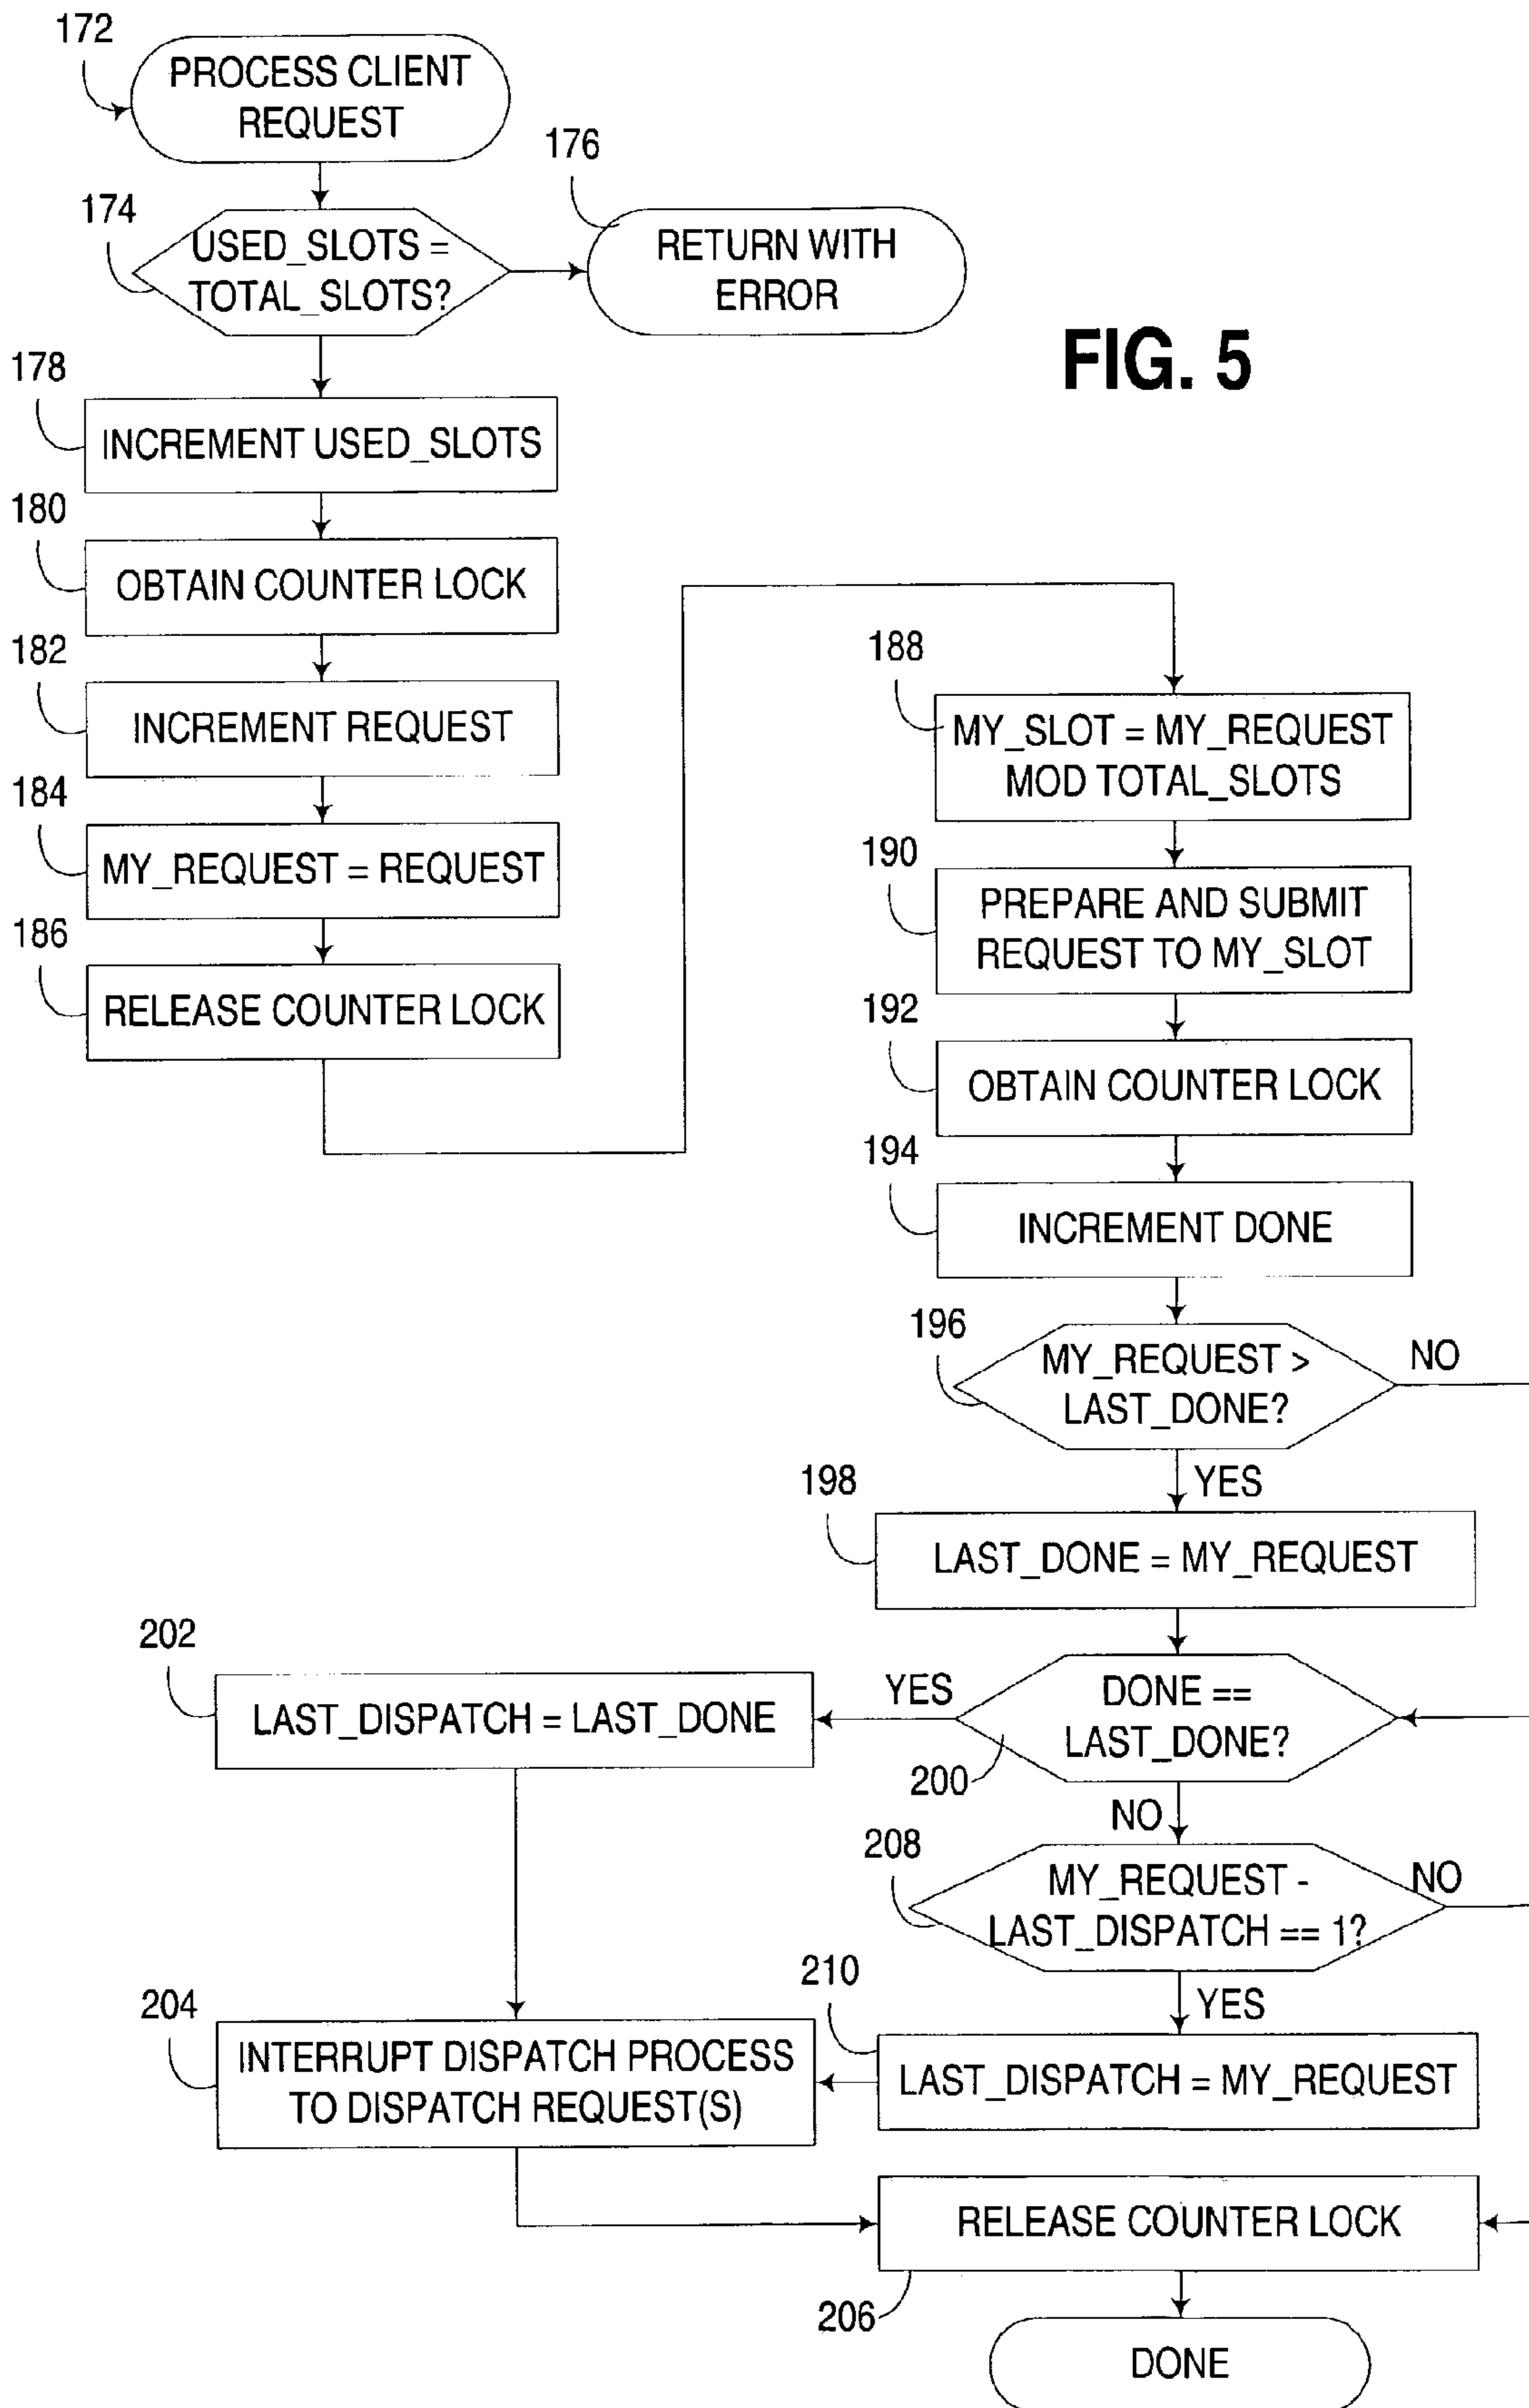 172
PROCESS CLIENT
REQUEST
176
174
USED_SLOTS =
TOTAL_SLOTS?
RETURN WITH
ERROR
FIG. 5
178
INCREMENT USED_SLOTS
180
OBTAIN COUNTER LOCK
182
INCREMENT REQUEST
184
MY_REQUEST = REQUEST
186
RELEASE COUNTER LOCK
188
MY_SLOT = MY_REQUEST
MOD TOTAL_SLOTS
190
PREPARE AND SUBMIT
REQUEST TO MY_SLOT
192
OBTAIN COUNTER LOCK
194
INCREMENT DONE
196
MY_REQUEST >
LAST_DONE?
NO
YES
198
LAST_DONE = MY_REQUEST
202
LAST_DISPATCH = LAST_DONE
YES
DONE ==
LAST_DONE?
200
NO
208
MY_REQUEST -
LAST_DISPATCH == 1?
NO
YES
210
LAST_DISPATCH = MY_REQUEST
204
INTERRUPT DISPATCH PROCESS
TO DISPATCH REQUEST(S)
RELEASE COUNTER LOCK
206
DONE